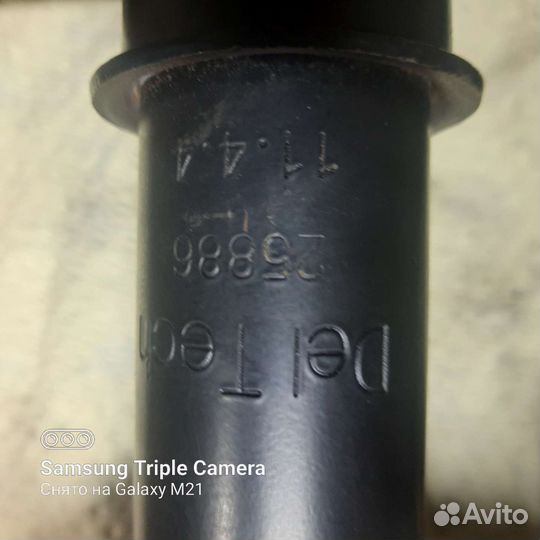 Del Tech
25886
11.4.4
Samsung Triple Camera
Снято на Galaxy M21
Avito